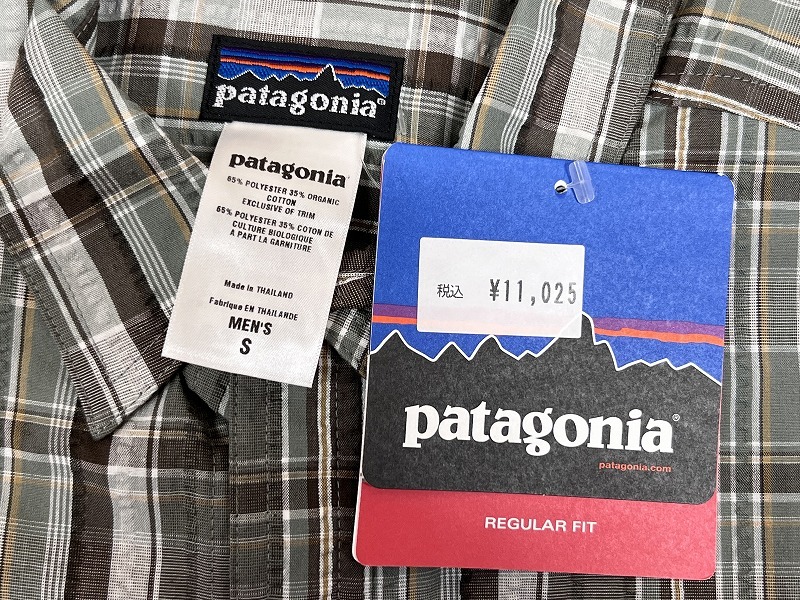 patagonia®
patagonia®
65% POLYESTER 35% ORGANIC
COTTON
EXCLUSIVE OF TRIM
65% POLYESTER 35% COTON DE
CULTURE BIOLOGIQUE
A PART LA GARNITURE
Made in THAILAND
Fabrique EN THAILANDE
MEN'S
S
税込 ¥11,025
patagonia®
patagonia.com
REGULAR FIT